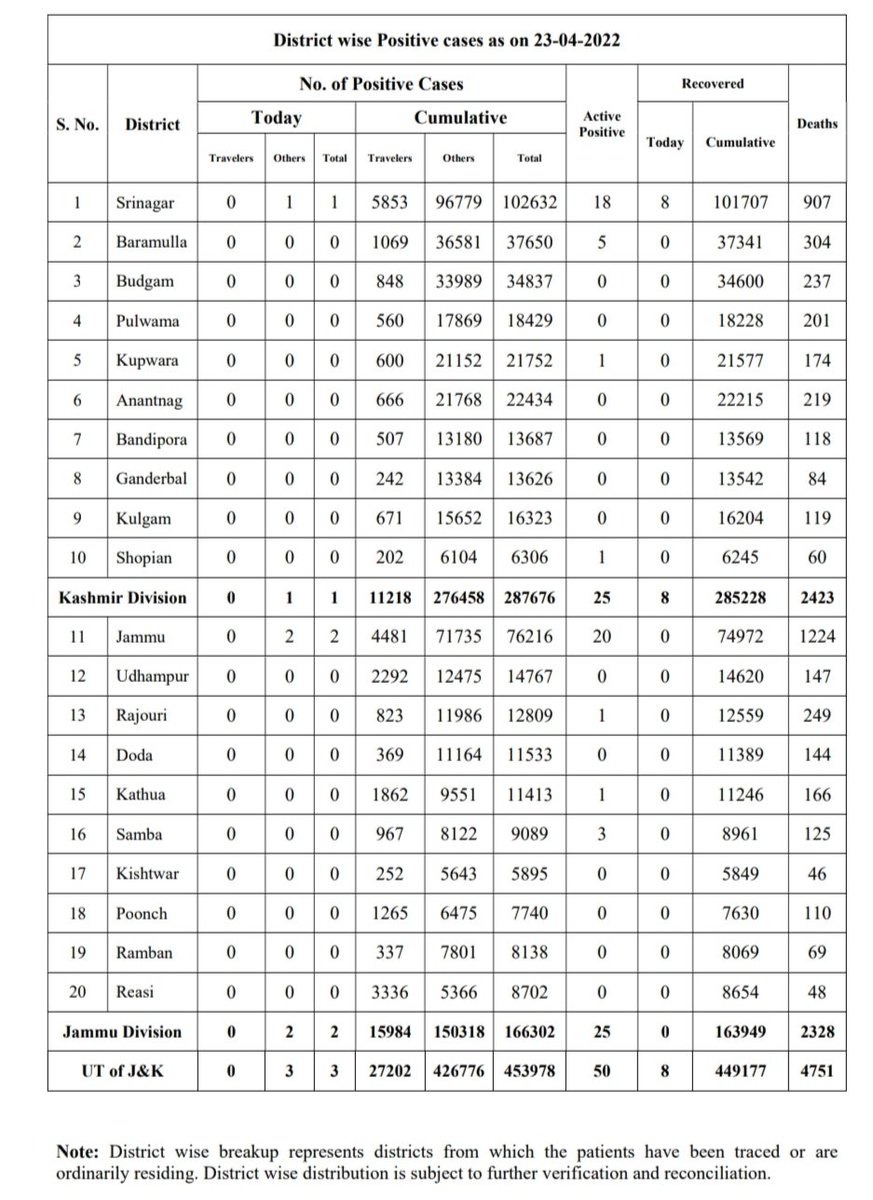 District wise Positive cases as on 23-04-2022
S. No. District No. of Positive Cases Active Positive Recovered Deaths
Today Cumulative Today Cumulative
Travelers Others Total Travelers Others Total
1 Srinagar 0 1 1 5853 96779 102632 18 8 101707 907
2 Baramulla 0 0 0 1069 36581 37650 5 0 37341 304
3 Budgam 0 0 0 848 33989 34837 0 0 34600 237
4 Pulwama 0 0 0 560 17869 18429 0 0 18228 201
5 Kupwara 0 0 0 600 21152 21752 1 0 21577 174
6 Anantnag 0 0 0 666 21768 22434 0 0 22215 219
7 Bandipora 0 0 0 507 13180 13687 0 0 13569 118
8 Ganderbal 0 0 0 242 13384 13626 0 0 13542 84
9 Kulgam 0 0 0 671 15652 16323 0 0 16204 119
10 Shopian 0 0 0 202 6104 6306 1 0 6245 60
Kashmir Division 0 1 1 11218 276458 287676 25 8 285228 2423
11 Jammu 0 2 2 4481 71735 76216 20 0 74972 1224
12 Udhampur 0 0 0 2292 12475 14767 0 0 14620 147
13 Rajouri 0 0 0 823 11986 12809 1 0 12559 249
14 Doda 0 0 0 369 11164 11533 0 0 11389 144
15 Kathua 0 0 0 1862 9551 11413 1 0 11246 166
16 Samba 0 0 0 967 8122 9089 3 0 8961 125
17 Kishtwar 0 0 0 252 5643 5895 0 0 5849 46
18 Poonch 0 0 0 1265 6475 7740 0 0 7630 110
19 Ramban 0 0 0 337 7801 8138 0 0 8069 69
20 Reasi 0 0 0 3336 5366 8702 0 0 8654 48
Jammu Division 0 2 2 15984 150318 166302 25 0 163949 2328
UT of J&K 0 3 3 27202 426776 453978 50 8 449177 4751
Note: District wise breakup represents districts from which the patients have been traced or are
ordinarily residing. District wise distribution is subject to further verification and reconciliation.